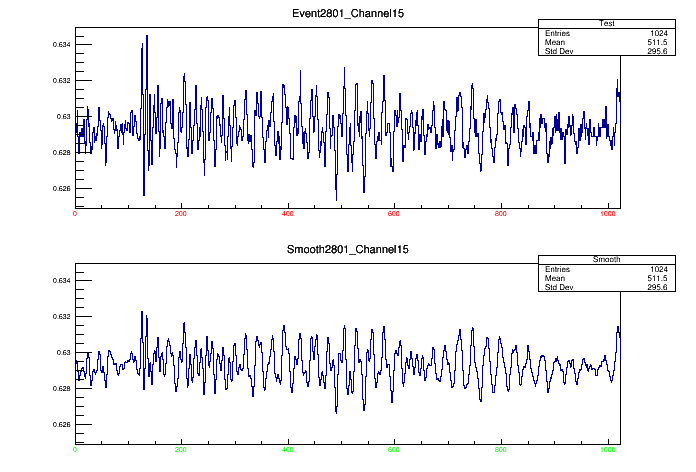 Event2801_Channel15
Test
Entries 1024
Mean 511.5
Std Dev 295.6
0.634
0.632
0.63
0.628
0.626
0 200 400 600 800 1000
Smooth2801_Channel15
Smooth
Entries 1024
Mean 511.5
Std Dev 295.6
0.634
0.632
0.63
0.628
0.626
0 200 400 600 800 1000